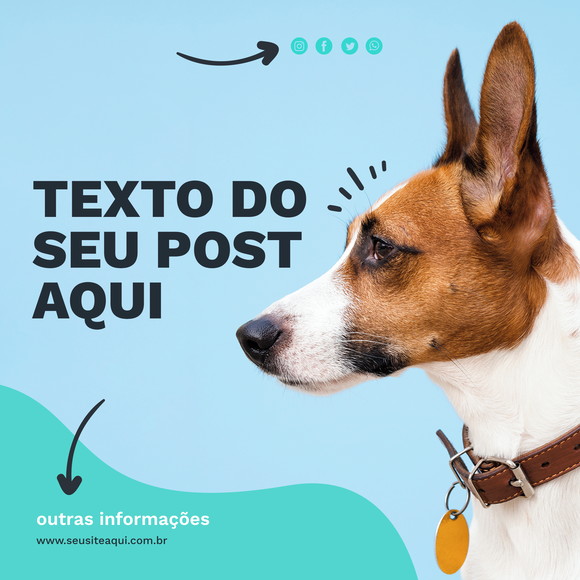 TEXTO DO
SEU POST
AQUI
outras informações
www.seusiteaqui.com.br